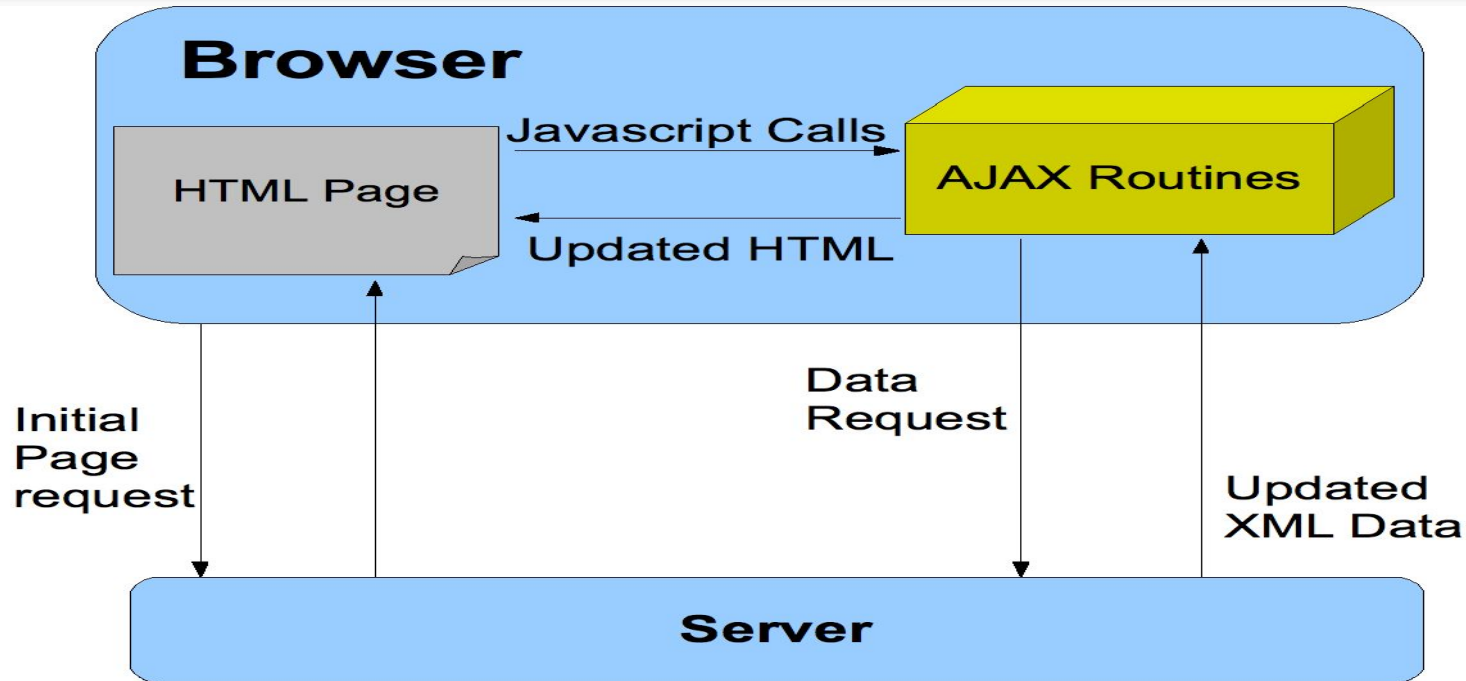 Browser
HTML Page
Javascript Calls
AJAX Routines
Updated HTML
Initial
Page
request
Data
Request
Updated
XML Data
Server